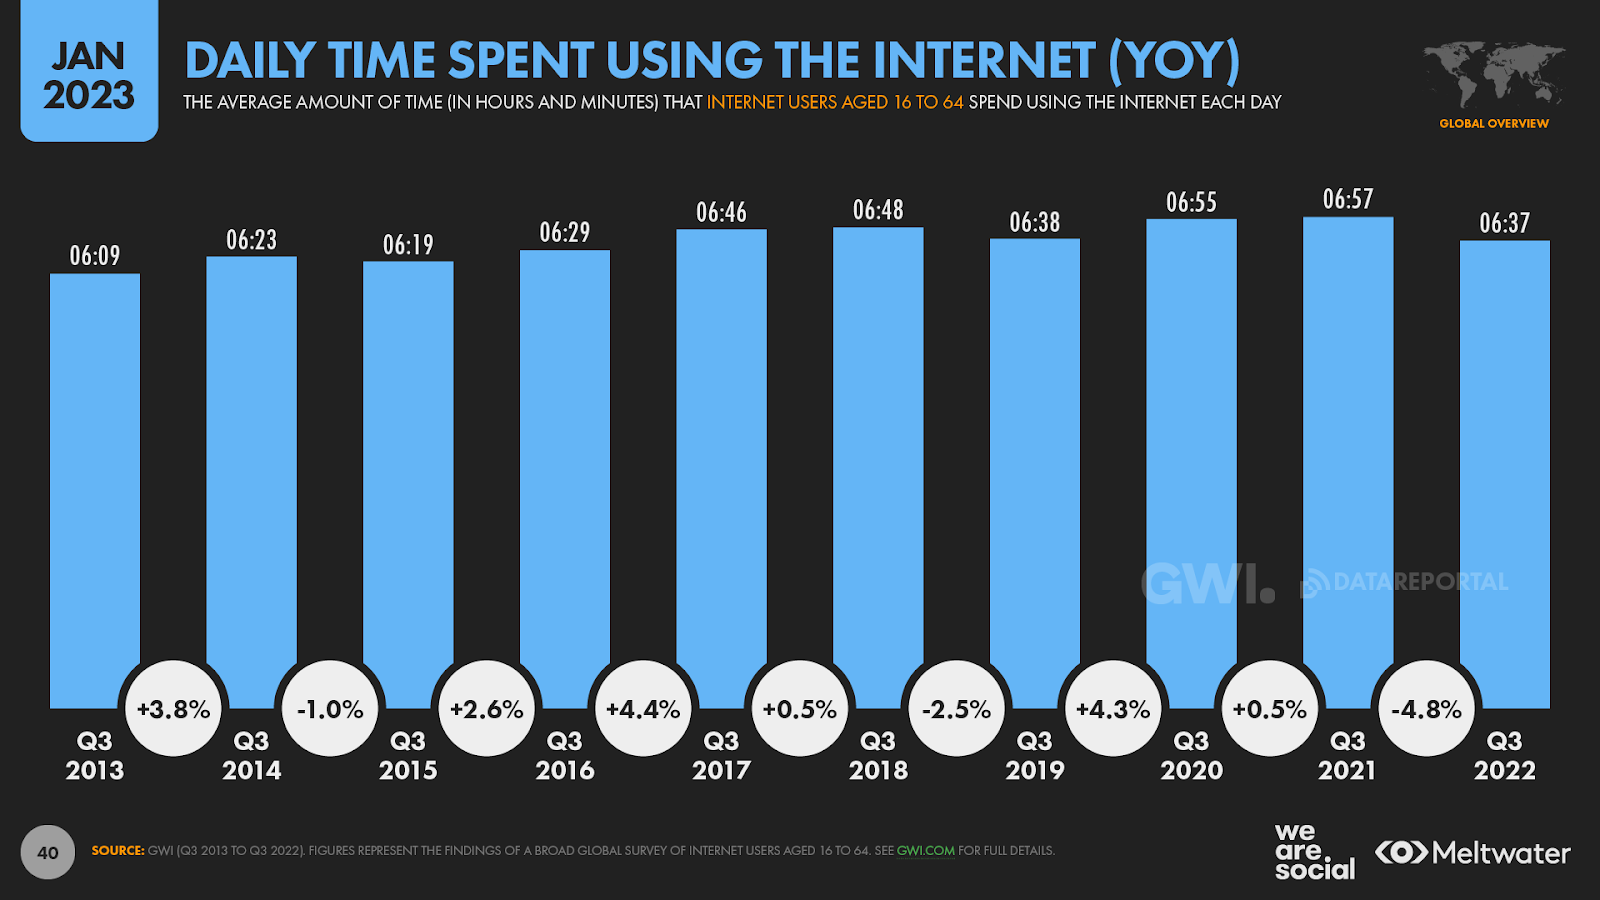 JAN
2023
DAILY TIME SPENT USING THE INTERNET (YOY)
THE AVERAGE AMOUNT OF TIME (IN HOURS AND MINUTES) THAT INTERNET USERS AGED 16 TO 64 SPEND USING THE INTERNET EACH DAY
GLOBAL OVERVIEW
06:09
06:23
06:19
06:29
06:46
06:48
06:38
06:55
06:57
06:37
GWI.
DATAREPORTAL
+3.8%
-1.0%
+2.6%
+4.4%
+0.5%
-2.5%
+4.3%
+0.5%
-4.8%
Q3
2013
Q3
2014
Q3
2015
Q3
2016
Q3
2017
Q3
2018
Q3
2019
Q3
2020
Q3
2021
Q3
2022
40
SOURCE: GWI (Q3 2013 TO Q3 2022). FIGURES REPRESENT THE FINDINGS OF A BROAD GLOBAL SURVEY OF INTERNET USERS AGED 16 TO 64. SEE GWI.COM FOR FULL DETAILS.
we
are.
social
Meltwater